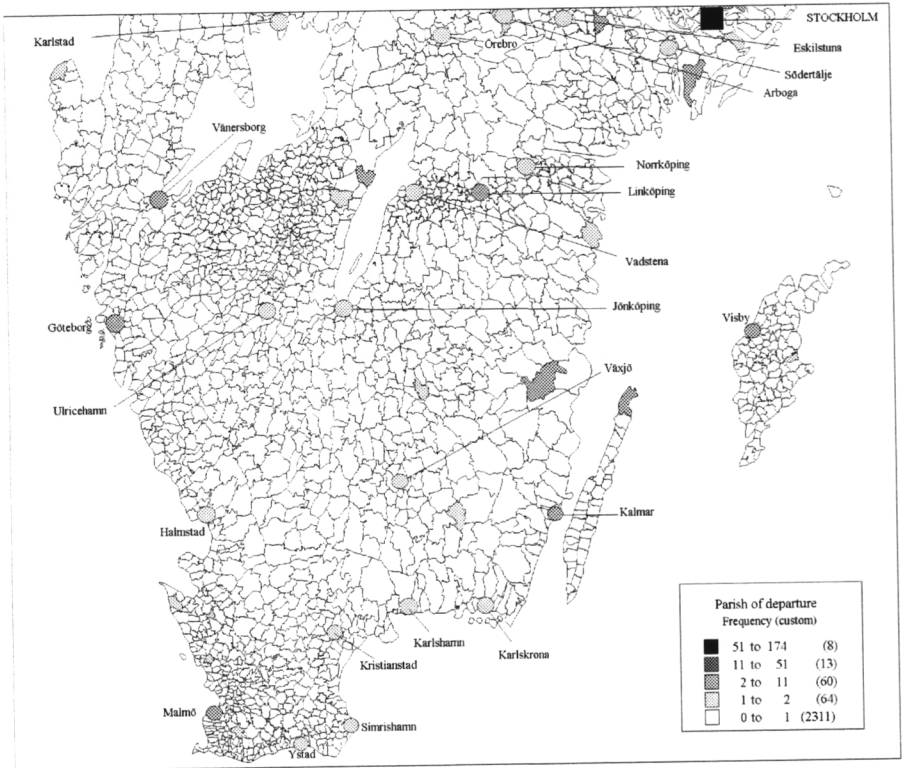 STOCKHOLM
Karlstad
Örebro
Eskilstuna
Södertälje
Arboga
Vänersborg
Norrköping
Linköping
Vadstena
Jönköping
Visby
Göteborg
Växjö
Ulricehamn
Kalmar
Halmstad
Parish of departure
Frequency (custom)
51 to 174 (8)
11 to 51 (13)
2 to 11 (60)
1 to 2 (64)
0 to 1 (2311)
Karlshamn
Karlskrona
Kristianstad
Malmö
Simrishamn
Ystad